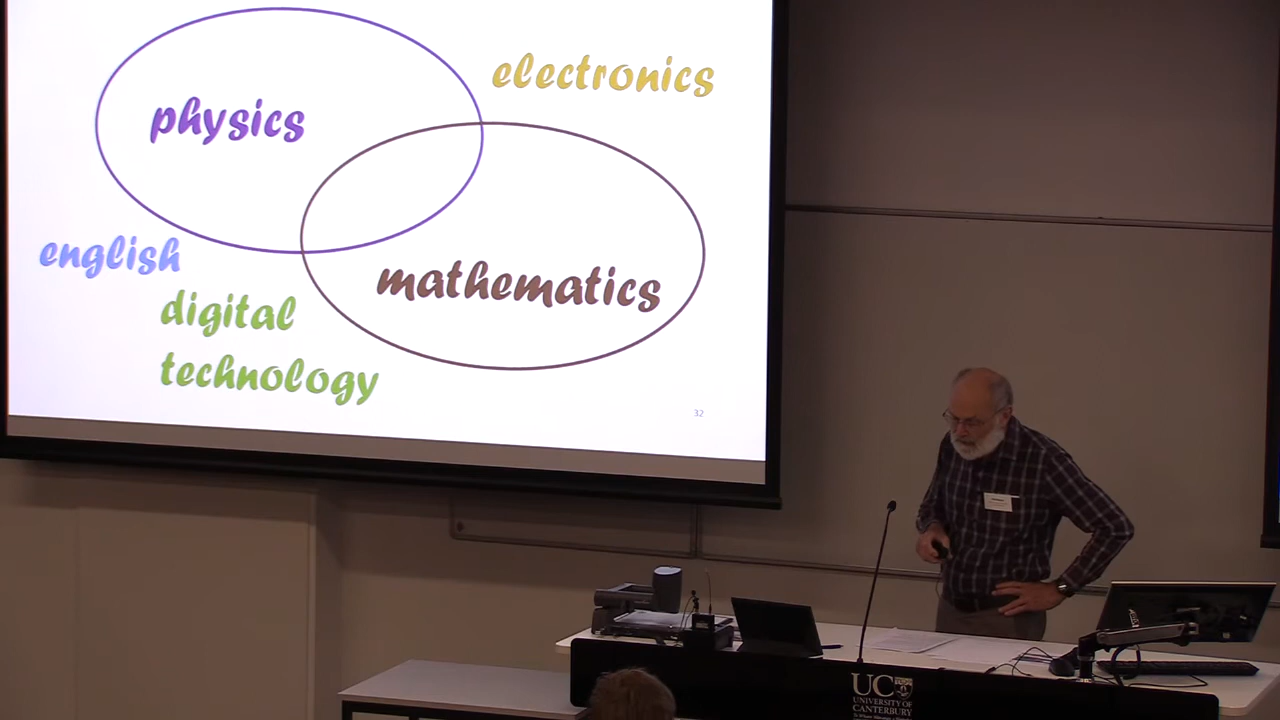 electronics
physics
english
mathematics
digital
technology
32
UC
UNIVERSITY OF
CANTERBURY